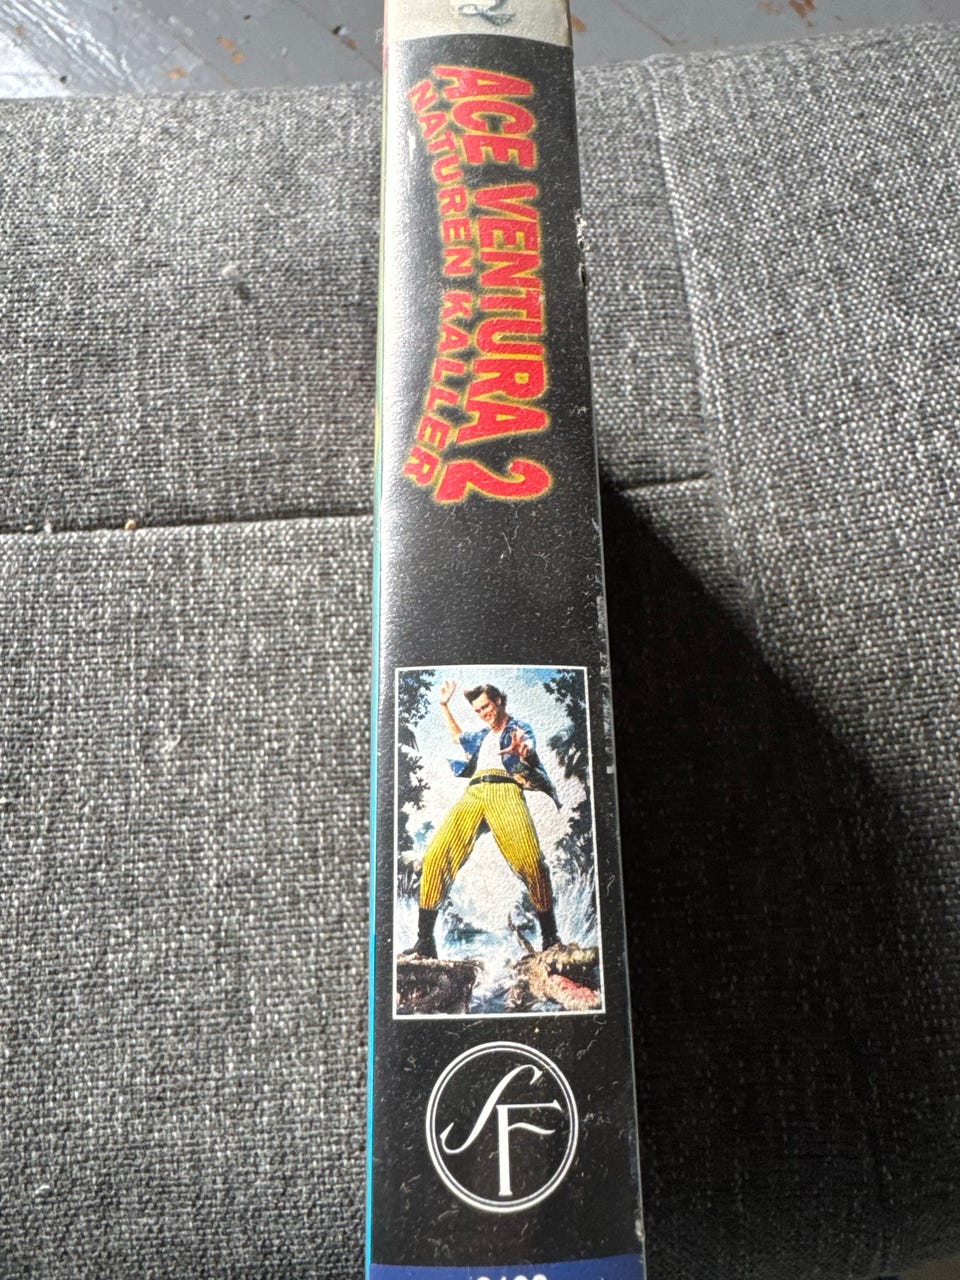 ACE VENTURA 2
NATUREN KALLER
SF